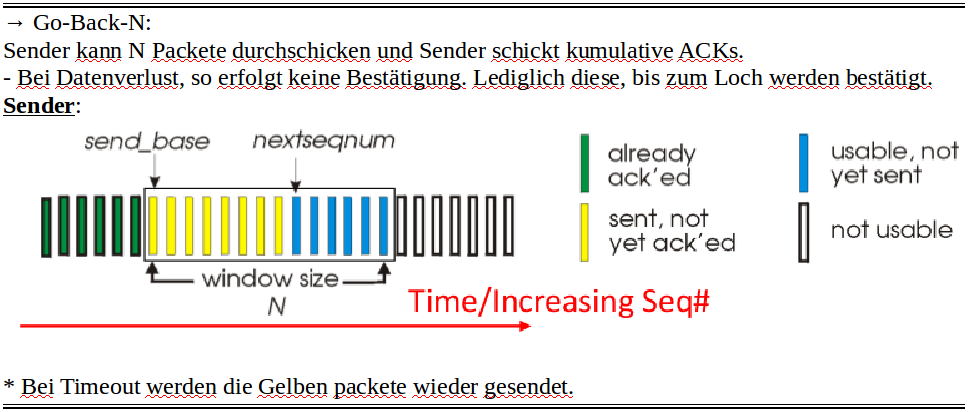 → Go-Back-N:
Sender kann N Packete durchschicken und Sender schickt kumulative ACKs.
- Bei Datenverlust, so erfolgt keine Bestätigung. Lediglich diese, bis zum Loch werden bestätigt.
Sender:
send_base
nextseqnum
already
ack'ed
usable, not
yet sent
sent, not
yet ack'ed
not usable
window size
N
Time/Increasing Seq#
* Bei Timeout werden die Gelben packete wieder gesendet.